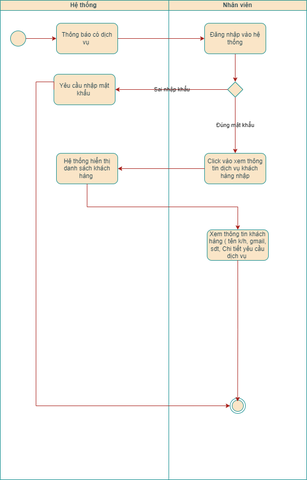 Hệ thống
Nhân viên
Thông báo có dịch
vụ
Đăng nhập vào hệ
thống
Yêu cầu nhập mật
khẩu
Sai nhập khẩu
Đúng mật khẩu
Hệ thống hiển thị
danh sách khách
hàng
Click vào xem thông
tin dịch vụ khách
hàng nhập
Xem thông tin khách
hàng ( tên k/h, gmail,
sdt, Chi tiết yêu cầu
dịch vụ